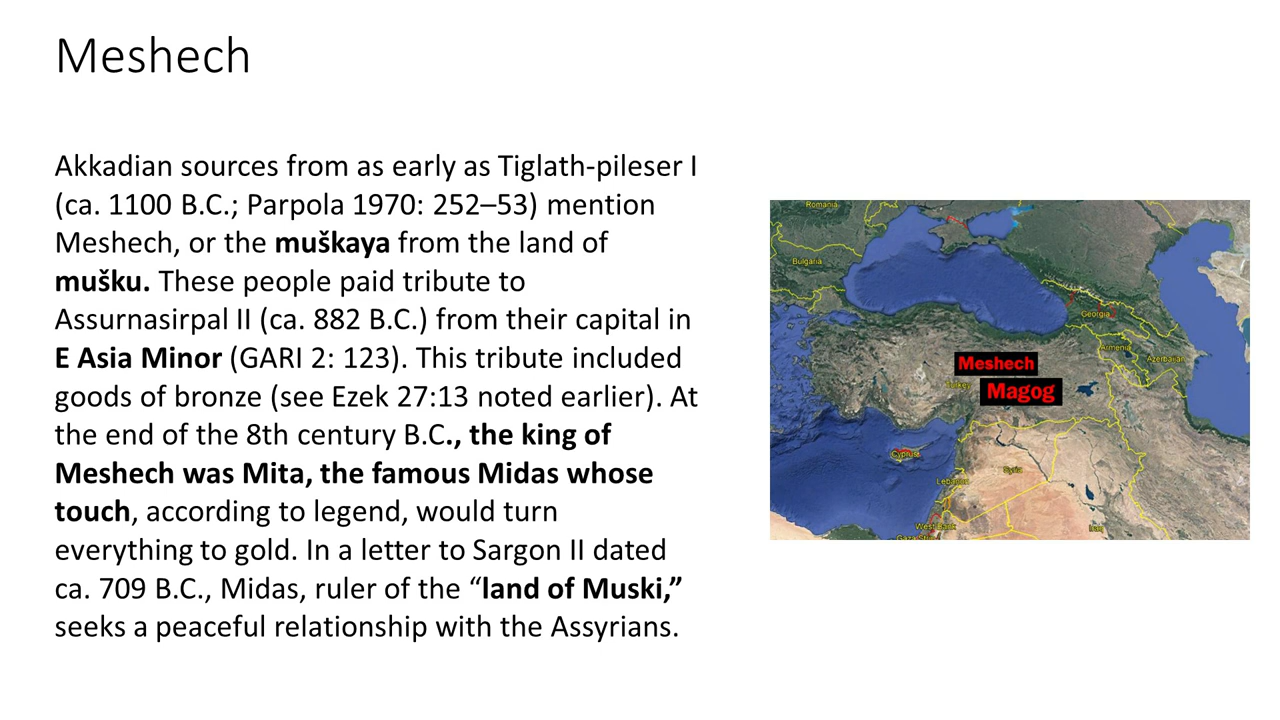 Meshech
Akkadian sources from as early as Tiglath-pileser I
(ca. 1100 B.C.; Parpola 1970: 252–53) mention
Meshech, or the muškaya from the land of
mušku. These people paid tribute to
Assurnasirpal II (ca. 882 B.C.) from their capital in
E Asia Minor (GARI 2: 123). This tribute included
goods of bronze (see Ezek 27:13 noted earlier). At
the end of the 8th century B.C., the king of
Meshech was Mita, the famous Midas whose
touch, according to legend, would turn
everything to gold. In a letter to Sargon II dated
ca. 709 B.C., Midas, ruler of the “land of Muski,”
seeks a peaceful relationship with the Assyrians.
Romania
Bulgaria
Georgia
Armenia
Azerbaijan
Meshech
Turkey
Magog
Cyprus
Syria
Lebanon
West Bank
Iraq